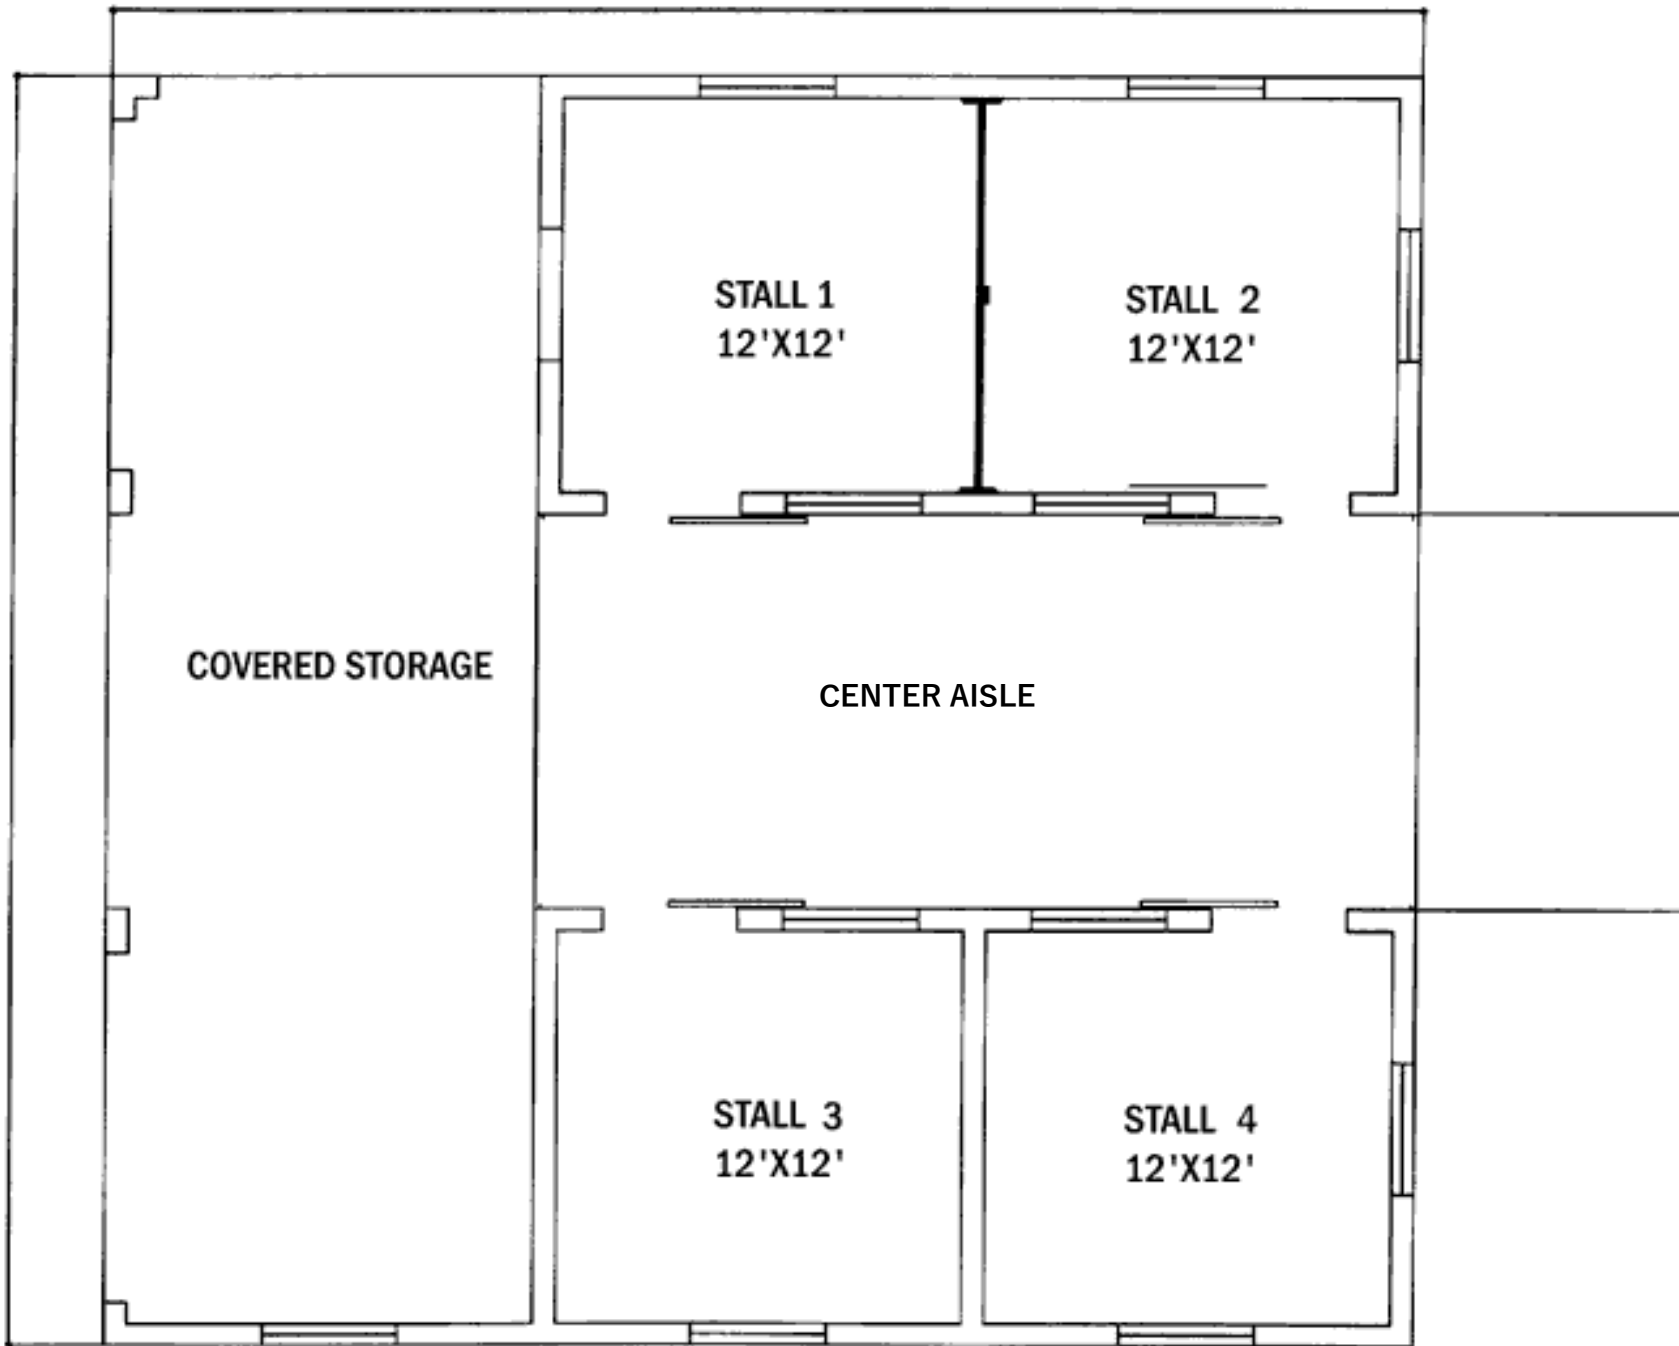 STALL 1
12'X12'
STALL 2
12'X12'
COVERED STORAGE
CENTER AISLE
STALL 3
12'X12'
STALL 4
12'X12'